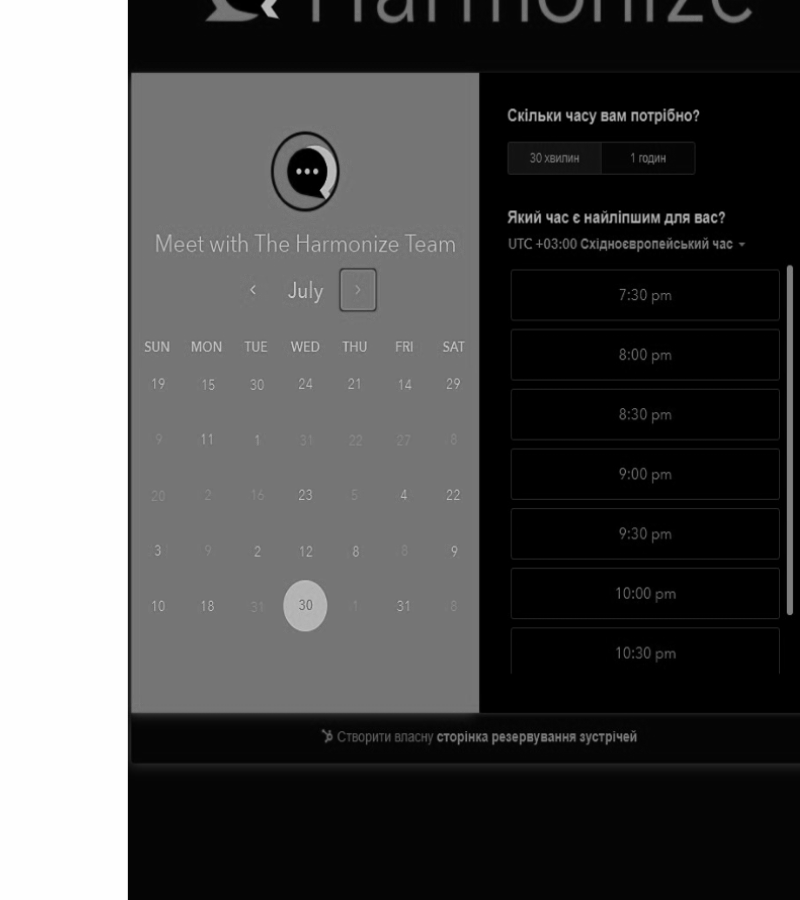 Harmonize
Meet with The Harmonize Team
July
SUN MON TUE WED THU FRI SAT
19 15 30 24 21 14 29
9 11 1 31 22 27 8
20 2 16 23 5 4 22
3 9 2 12 8 8 9
10 18 31 30 1 31 8
Скільки часу вам потрібно?
30 хвилин 1 годин
Який час є найліпшим для вас?
UTC +03:00 Східноєвропейський час
7:30 pm
8:00 pm
8:30 pm
9:00 pm
9:30 pm
10:00 pm
10:30 pm
Створити власну сторінка резервування зустрічей